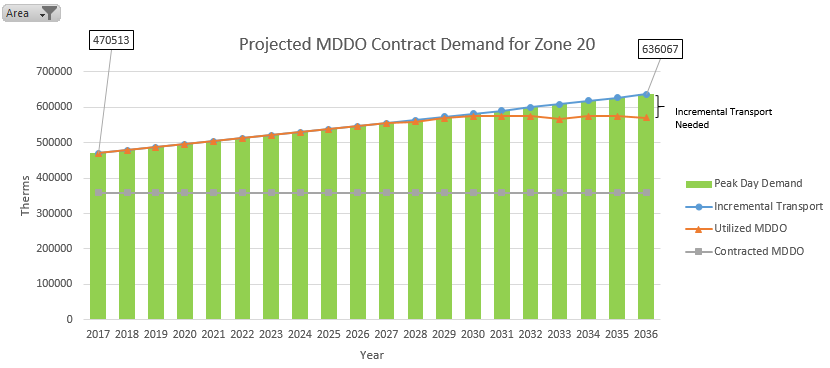 Area
470513
Projected MDDO Contract Demand for Zone 20
636067
700000
600000
500000
400000
300000
200000
100000
0
Therms
2017 2018 2019 2020 2021 2022 2023 2024 2025 2026 2027 2028 2029 2030 2031 2032 2033 2034 2035 2036
Year
Incremental Transport
Needed
Peak Day Demand
Incremental Transport
Utilized MDDO
Contracted MDDO